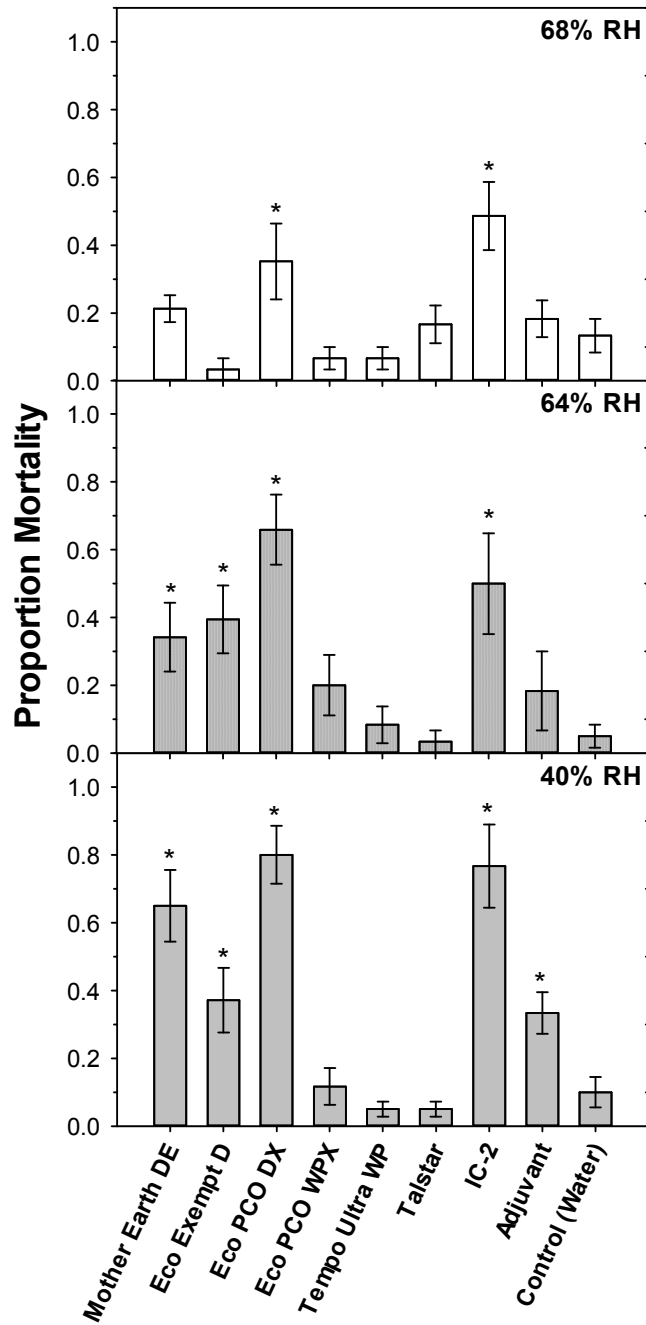 68% RH
1.0
0.8
0.6
0.4
0.2
0.0
* *
64% RH
1.0
0.8
0.6
0.4
0.2
0.0
* * * *
40% RH
1.0
0.8
0.6
0.4
0.2
0.0
* * * * *
Proportion Mortality
Mother Earth DE
Eco Exempt D
Eco PCO DX
Eco PCO WPX
Tempo Ultra WP
Talstar
IC-2
Adjuvant
Control (Water)